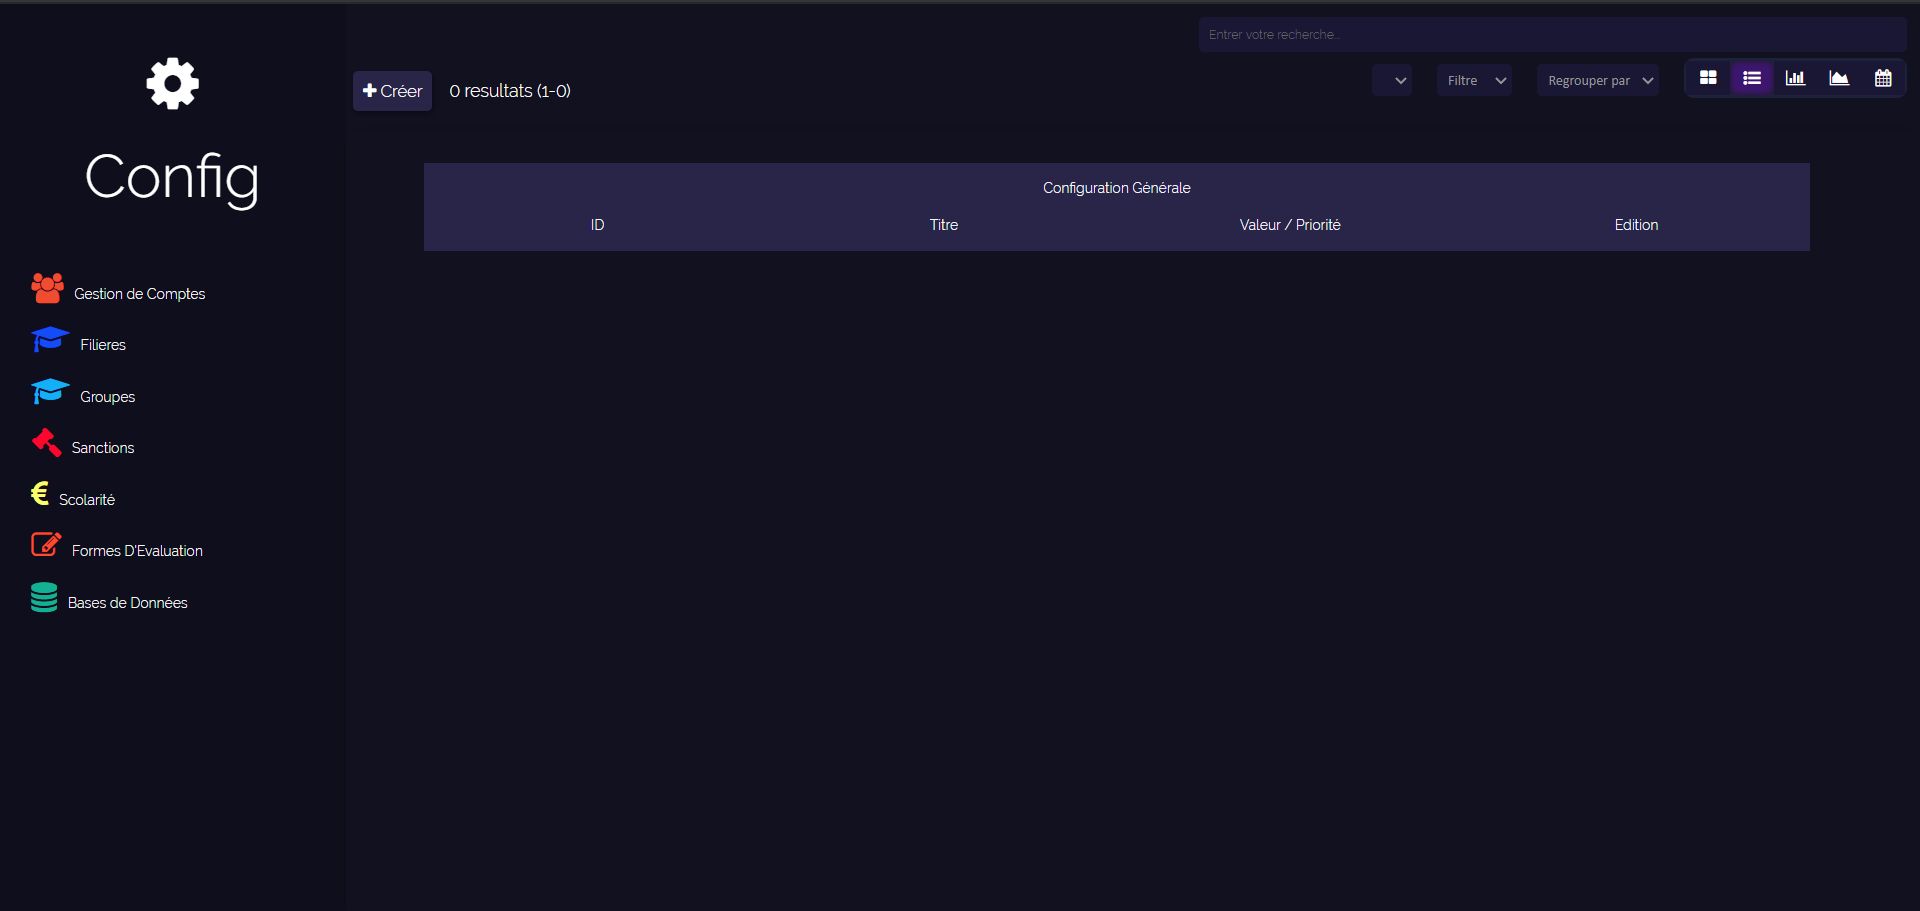 Entrer votre recherche...
Créer
0 resultats (1-0)
Filtre
Regrouper par
Config
Gestion de Comptes
Filieres
Groupes
Sanctions
€ Scolarité
Formes D'Evaluation
Bases de Données
Configuration Générale
ID Titre Valeur / Priorité Edition